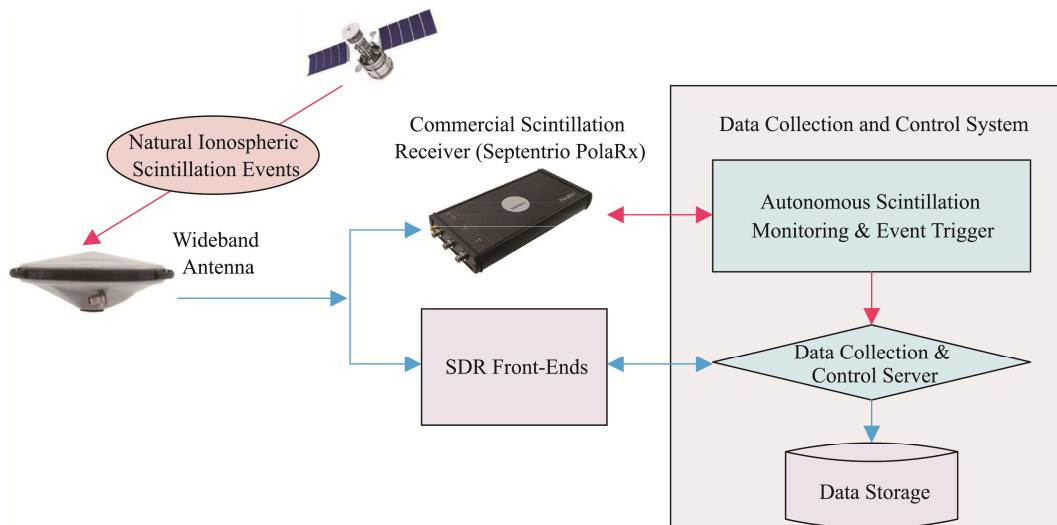 Natural Ionospheric
Scintillation Events
Commercial Scintillation
Receiver (Septentrio PolaRx)
Wideband
Antenna
SDR Front-Ends
Data Collection and Control System
Autonomous Scintillation
Monitoring & Event Trigger
Data Collection &
Control Server
Data Storage